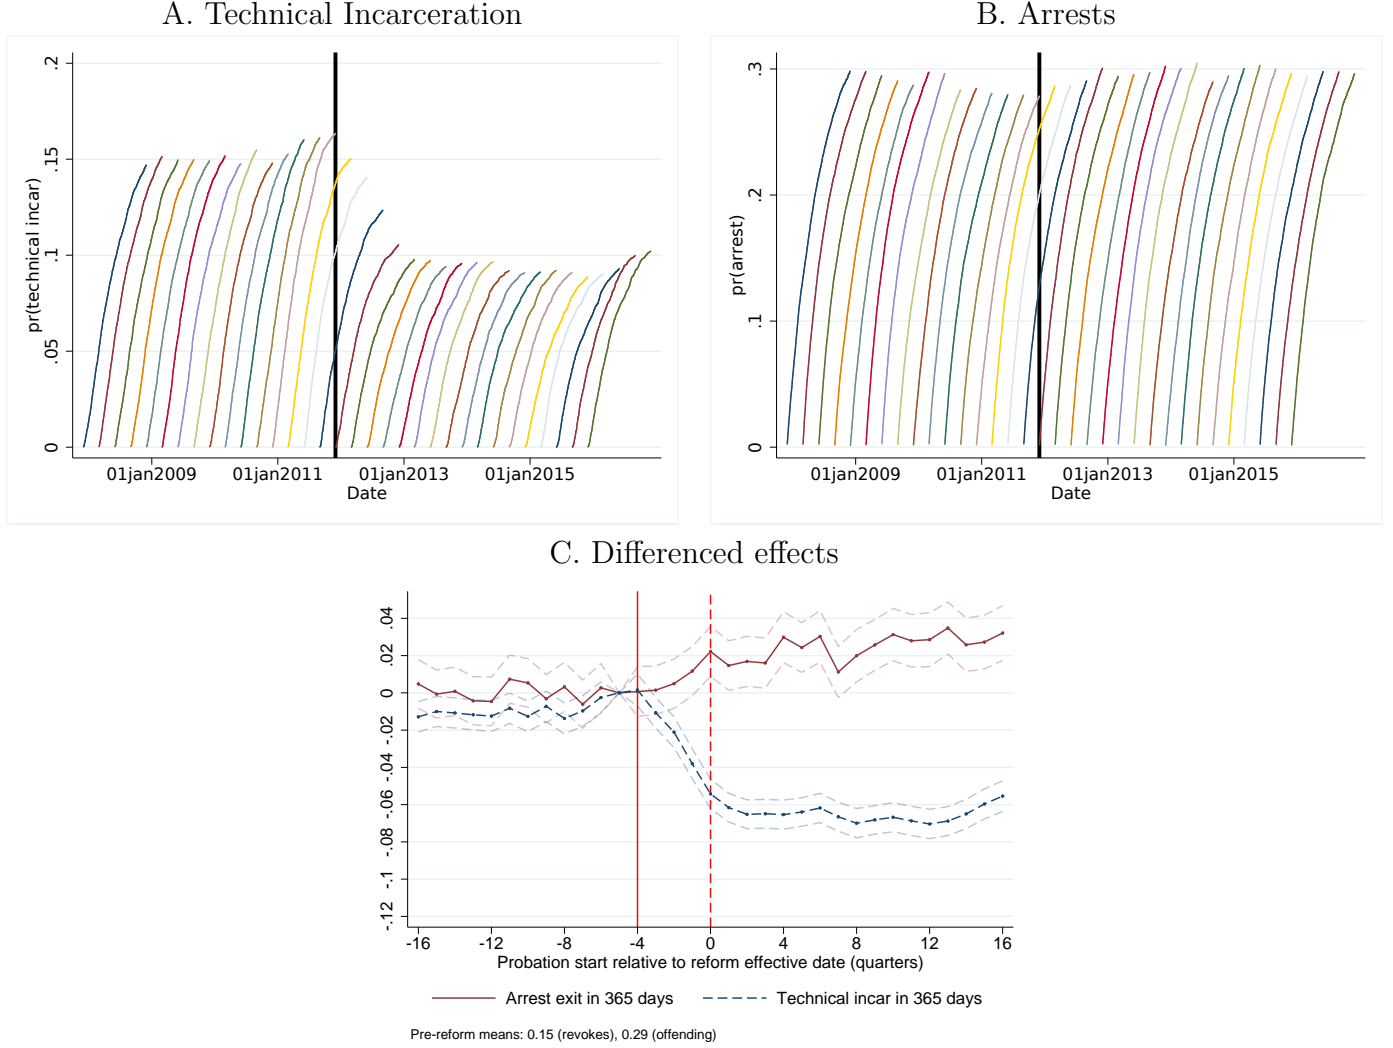 A. Technical Incarceration
B. Arrests
pr(technical incar)
.2
.15
.1
.05
0
01jan2009 01jan2011 01jan2013 01jan2015
Date
pr(arrest)
.3
.2
.1
0
01jan2009 01jan2011 01jan2013 01jan2015
Date
C. Differenced effects
.04
.02
0
-.02
-.04
-.06
-.08
-.1
-.12
-16 -12 -8 -4 0 4 8 12 16
Probation start relative to reform effective date (quarters)
Arrest exit in 365 days Technical incar in 365 days
Pre-reform means: 0.15 (revokes), 0.29 (offending)